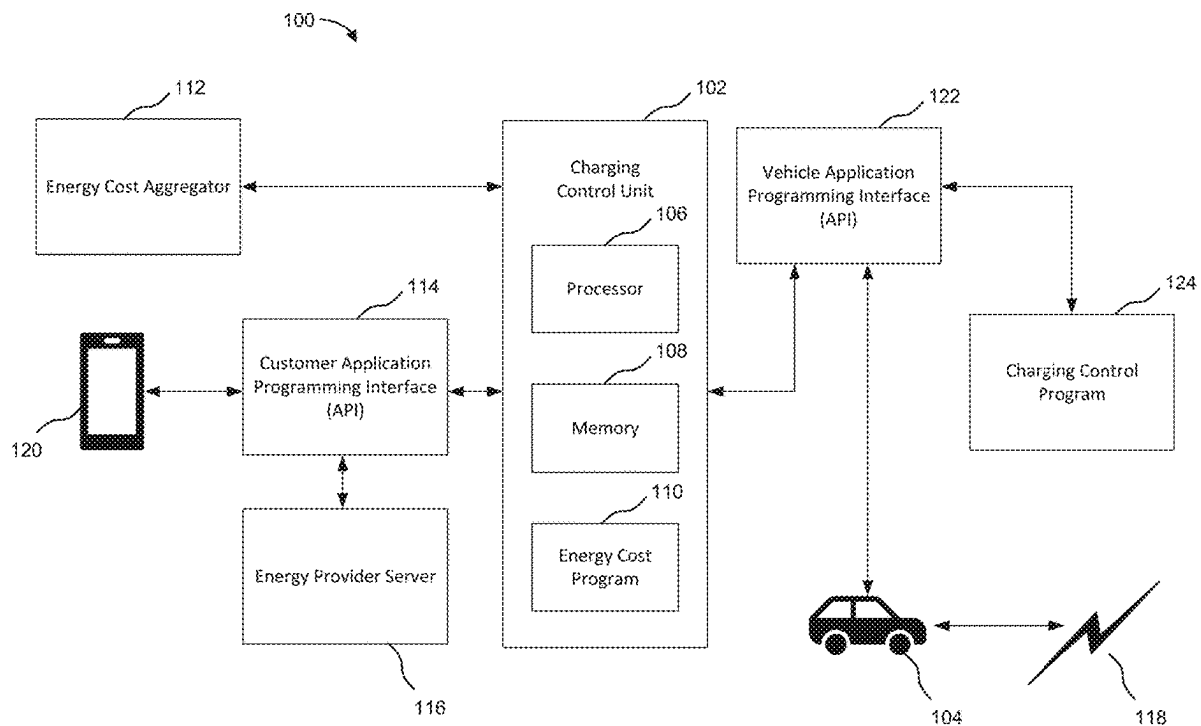 100
112
102
122
Energy Cost Aggregator
Charging
Control Unit
Vehicle Application
Programming Interface
(API)
106
Processor
114
124
Customer Application
Programming Interface
(API)
108
Memory
Charging Control
Program
120
110
Energy Provider Server
Energy Cost
Program
116
104
118